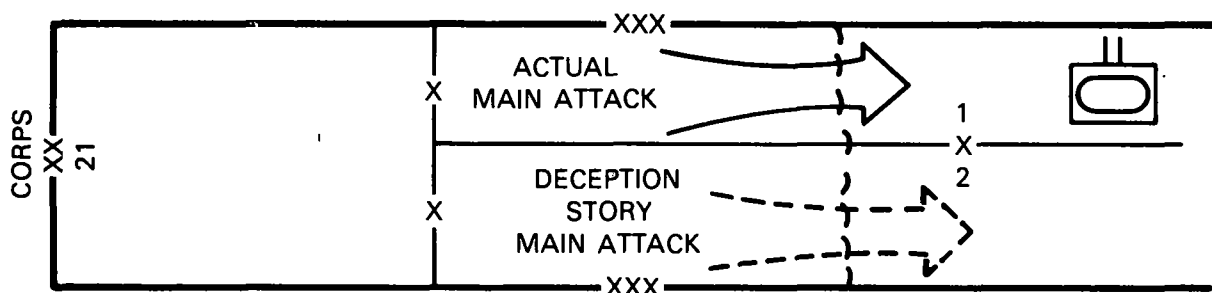 XXX
ACTUAL
MAIN ATTACK
X
1
X
2
CORPS
XX
21
DECEPTION
STORY
MAIN ATTACK
X
XXX